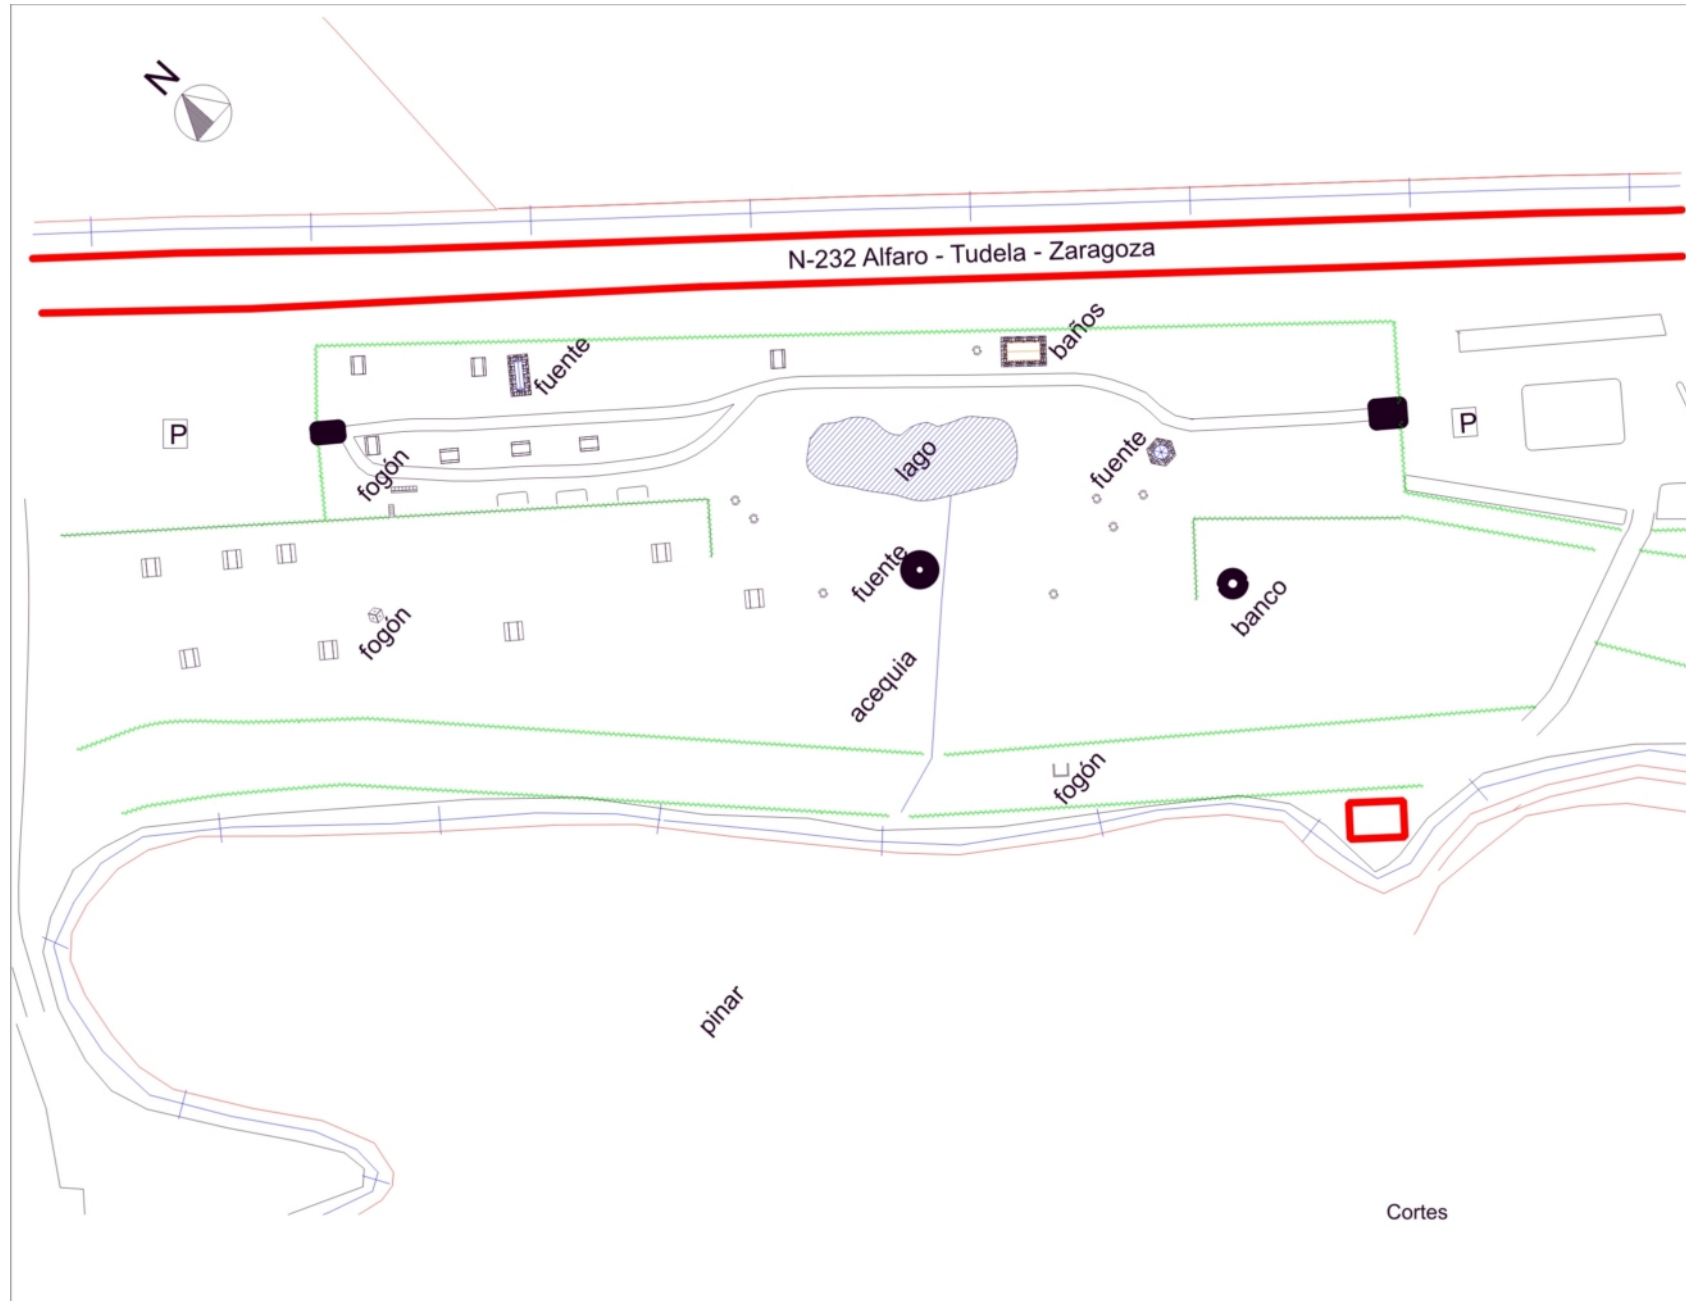 N
N-232 Alfaro - Tudela - Zaragoza
baños
fuente
P
P
fogón
lago
fuente
fuente
banco
fogón
acequia
fogón
pinar
Cortes